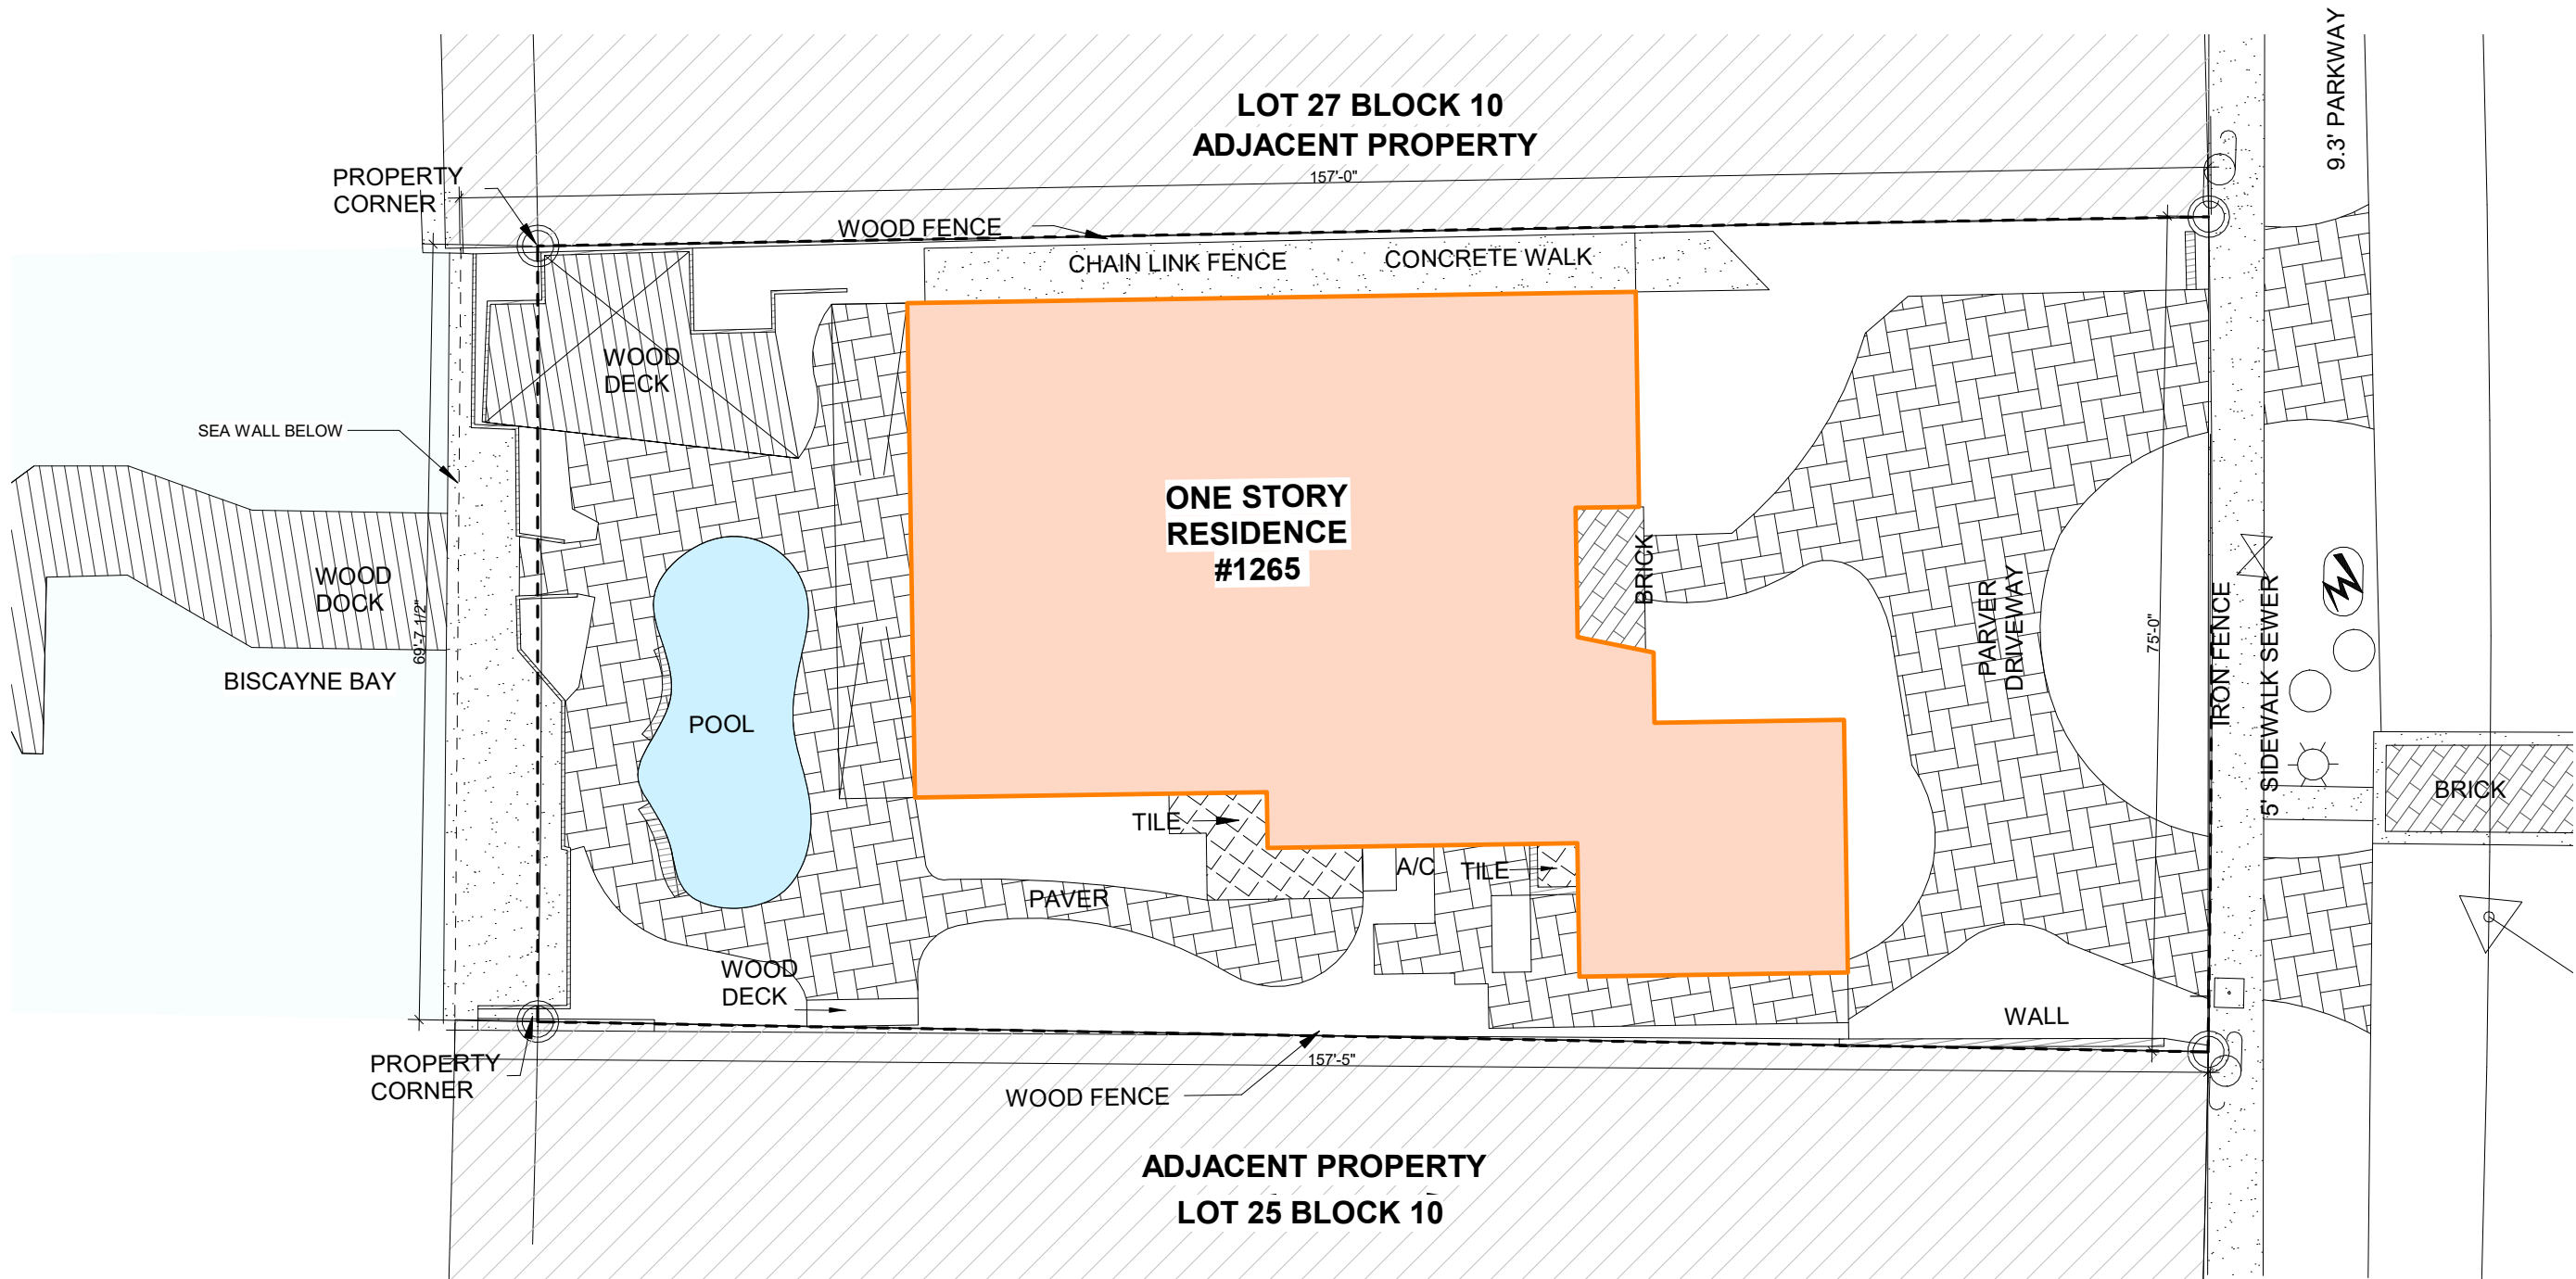 9.3' PARKWAY
LOT 27 BLOCK 10
ADJACENT PROPERTY
157'-0"
PROPERTY
CORNER
WOOD FENCE
CHAIN LINK FENCE
CONCRETE WALK
WOOD
DECK
SEA WALL BELOW
ONE STORY
RESIDENCE
#1265
BRICK
WOOD
DOCK
69'-7 1/2"
BISCAYNE BAY
POOL
PARVER
DRIVEWAY
75'-0"
IRON FENCE
5' SIDEWALK SEWER
BRICK
TILE
A/C
TILE
PAVER
WOOD
DECK
WALL
PROPERTY
CORNER
157'-5"
WOOD FENCE
ADJACENT PROPERTY
LOT 25 BLOCK 10